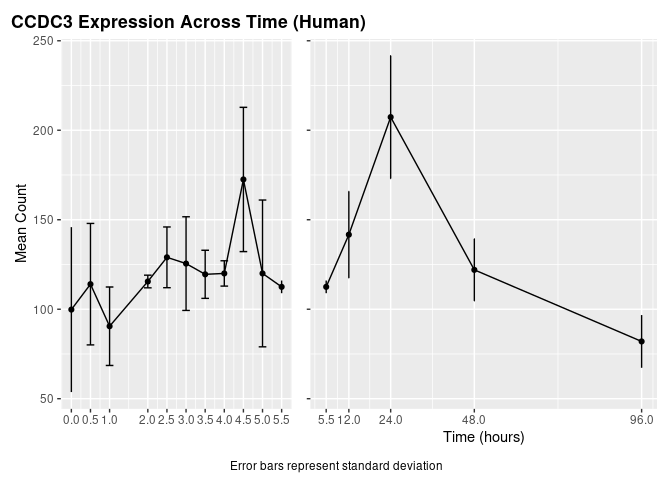 CCDC3 Expression Across Time (Human)
250
200
150
100
50
Mean Count
0.0 0.5 1.0 2.0 2.5 3.0 3.5 4.0 4.5 5.0 5.5
5.5 12.0 24.0 48.0 96.0
Time (hours)
Error bars represent standard deviation